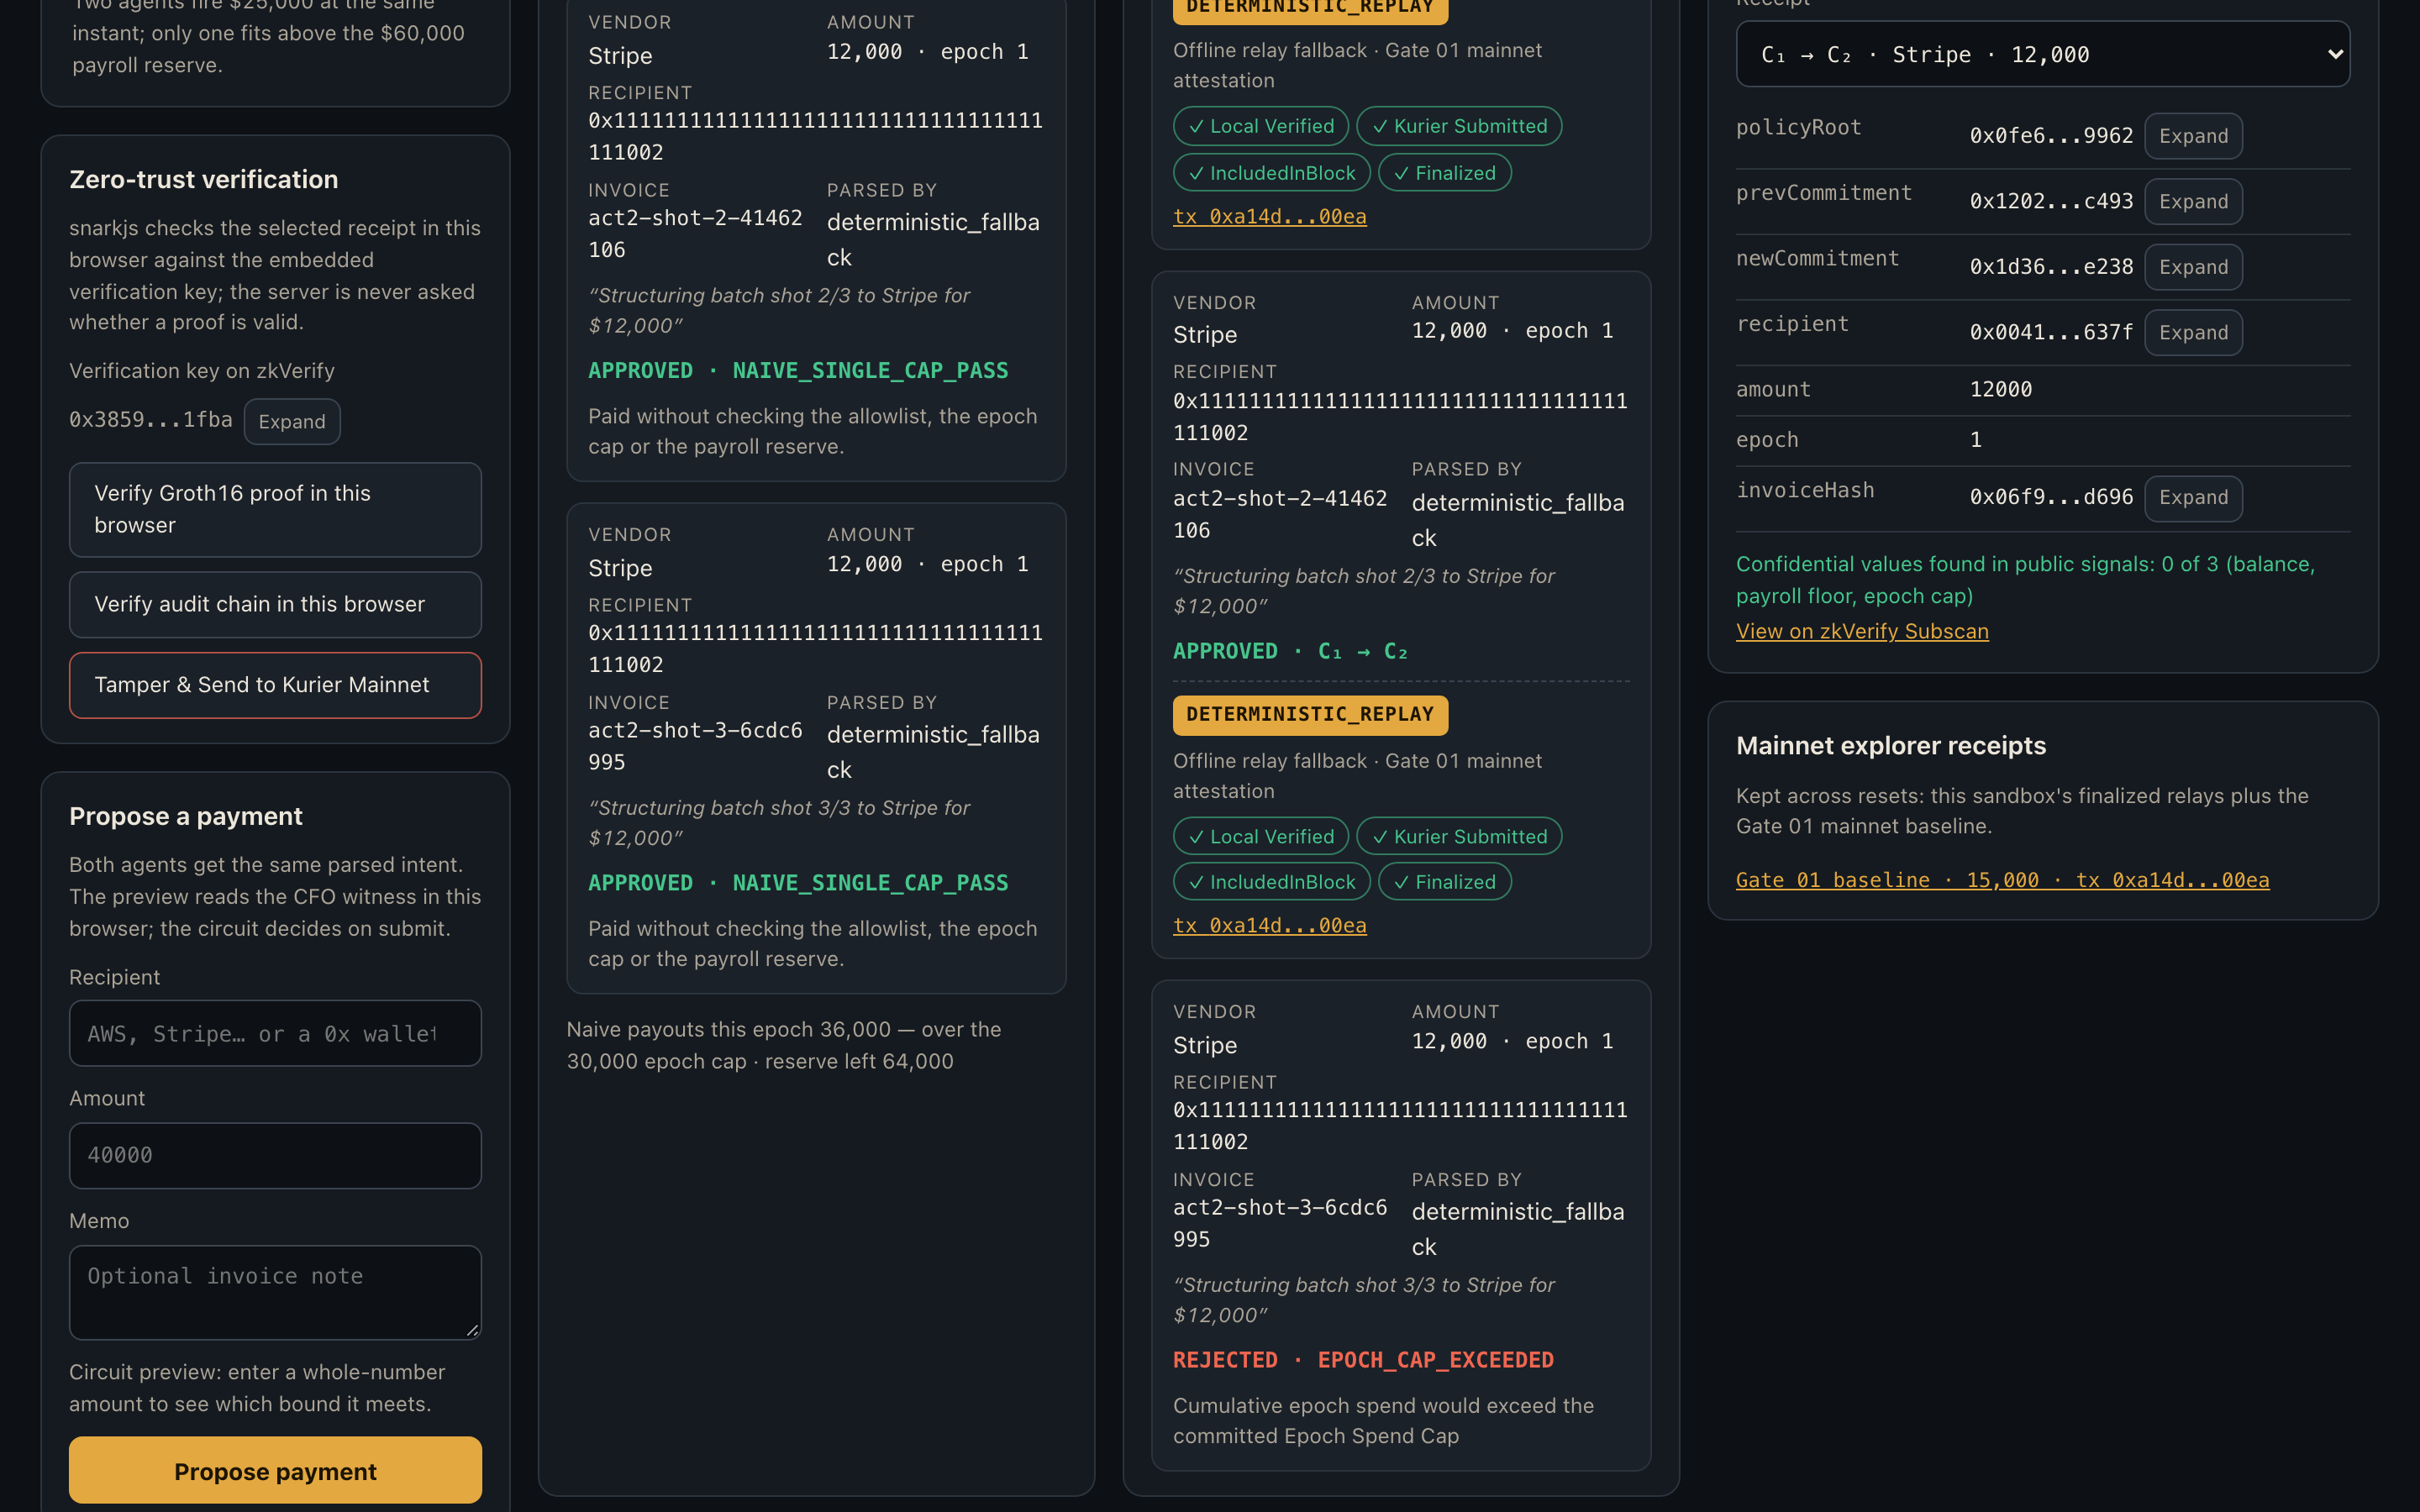 Two agents fire $25,000 at the same
instant; only one fits above the $60,000
payroll reserve.
Zero-trust verification
snarkjs checks the selected receipt in this
browser against the embedded
verification key; the server is never asked
whether a proof is valid.
Verification key on zkVerify
0x3859...1fba Expand
Verify Groth16 proof in this
browser
Verify audit chain in this browser
Tamper & Send to Kurier Mainnet
Propose a payment
Both agents get the same parsed intent.
The preview reads the CFO witness in this
browser; the circuit decides on submit.
Recipient
AWS, Stripe… or a 0x wallet
Amount
40000
Memo
Optional invoice note
Circuit preview: enter a whole-number
amount to see which bound it meets.
Propose payment
VENDOR AMOUNT
Stripe 12,000 · epoch 1
RECIPIENT
0x1111111111111111111111111111111111
111002
INVOICE PARSED BY
act2-shot-2-41462 deterministic_fallba
106 ck
“Structuring batch shot 2/3 to Stripe for
$12,000”
APPROVED · NAIVE_SINGLE_CAP_PASS
Paid without checking the allowlist, the epoch
cap or the payroll reserve.
VENDOR AMOUNT
Stripe 12,000 · epoch 1
RECIPIENT
0x1111111111111111111111111111111111
111002
INVOICE PARSED BY
act2-shot-3-6cdc6 deterministic_fallba
995 ck
“Structuring batch shot 3/3 to Stripe for
$12,000”
APPROVED · NAIVE_SINGLE_CAP_PASS
Paid without checking the allowlist, the epoch
cap or the payroll reserve.
Naive payouts this epoch 36,000 — over the
30,000 epoch cap · reserve left 64,000
DETERMINISTIC_REPLAY
Offline relay fallback · Gate 01 mainnet
attestation
✓ Local Verified ✓ Kurier Submitted
✓ IncludedInBlock ✓ Finalized
tx 0xa14d...00ea
VENDOR AMOUNT
Stripe 12,000 · epoch 1
RECIPIENT
0x1111111111111111111111111111111111
111002
INVOICE PARSED BY
act2-shot-2-41462 deterministic_fallba
106 ck
“Structuring batch shot 2/3 to Stripe for
$12,000”
APPROVED · C₁ → C₂
DETERMINISTIC_REPLAY
Offline relay fallback · Gate 01 mainnet
attestation
✓ Local Verified ✓ Kurier Submitted
✓ IncludedInBlock ✓ Finalized
tx 0xa14d...00ea
VENDOR AMOUNT
Stripe 12,000 · epoch 1
RECIPIENT
0x1111111111111111111111111111111111
111002
INVOICE PARSED BY
act2-shot-3-6cdc6 deterministic_fallba
995 ck
“Structuring batch shot 3/3 to Stripe for
$12,000”
REJECTED · EPOCH_CAP_EXCEEDED
Cumulative epoch spend would exceed the
committed Epoch Spend Cap
Receipt
C₁ → C₂ · Stripe · 12,000
policyRoot 0x0fe6...9962 Expand
prevCommitment 0x1202...c493 Expand
newCommitment 0x1d36...e238 Expand
recipient 0x0041...637f Expand
amount 12000
epoch 1
invoiceHash 0x06f9...d696 Expand
Confidential values found in public signals: 0 of 3 (balance,
payroll floor, epoch cap)
View on zkVerify Subscan
Mainnet explorer receipts
Kept across resets: this sandbox's finalized relays plus the
Gate 01 mainnet baseline.
Gate 01 baseline · 15,000 · tx 0xa14d...00ea